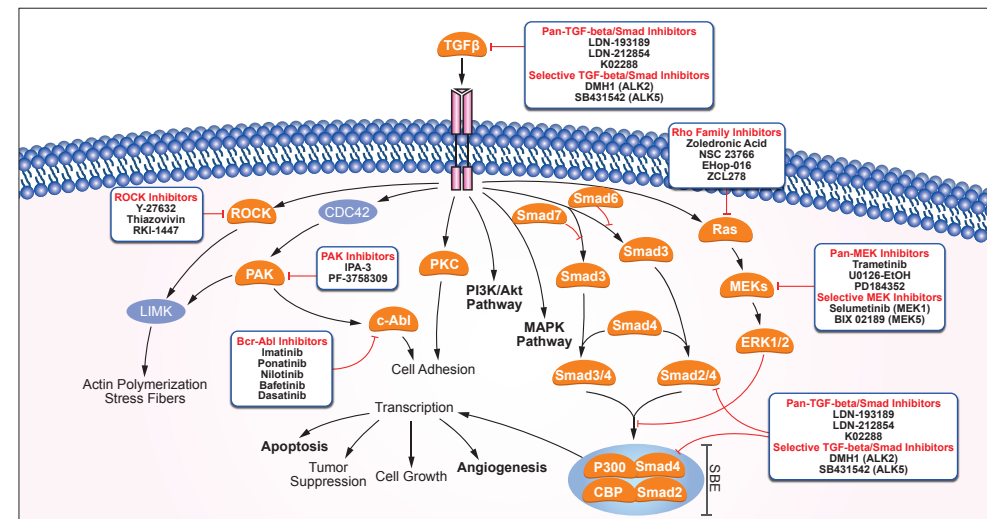 Pan-TGF-beta/Smad Inhibitors
LDN-193189
LDN-212854
K02288
Selective TGF-beta/Smad Inhibitors
DMH1 (ALK2)
SB431542 (ALK5)
TGFβ
Rho Family Inhibitors
Zoledronic Acid
NSC 23766
EHop-016
ZCL278
ROCK Inhibitors
Y-27632
Thiazovivin
RKI-1447
ROCK
CDC42
Smad7
Smad6
Ras
Smad3
PAK Inhibitors
IPA-3
PF-3758309
PAK
PKC
Smad3
PI3K/Akt
Pathway
MEKs
Pan-MEK Inhibitors
Trametinib
U0126-EtOH
PD184352
Selective MEK Inhibitors
Selumetinib (MEK1)
BIX 02189 (MEK5)
LIMK
c-Abl
MAPK
Pathway
Smad4
ERK1/2
Bcr-Abl Inhibitors
Imatinib
Ponatinib
Nilotinib
Bafetinib
Dasatinib
Cell Adhesion
Smad3/4
Smad2/4
Actin Polymerization
Stress Fibers
Transcription
Pan-TGF-beta/Smad Inhibitors
LDN-193189
LDN-212854
K02288
Selective TGF-beta/Smad Inhibitors
DMH1 (ALK2)
SB431542 (ALK5)
Apoptosis
Tumor
Suppression
Cell Growth
Angiogenesis
P300
Smad4
CBP
Smad2
SBE